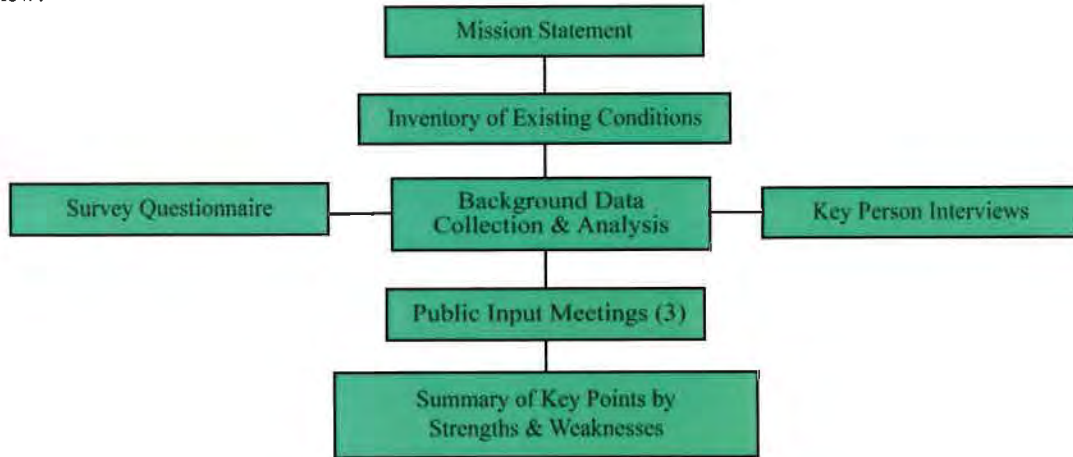 Mission Statement
Inventory of Existing Conditions
Survey Questionnaire
Background Data
Collection & Analysis
Key Person Interviews
Public Input Meetings (3)
Summary of Key Points by
Strengths & Weaknesses